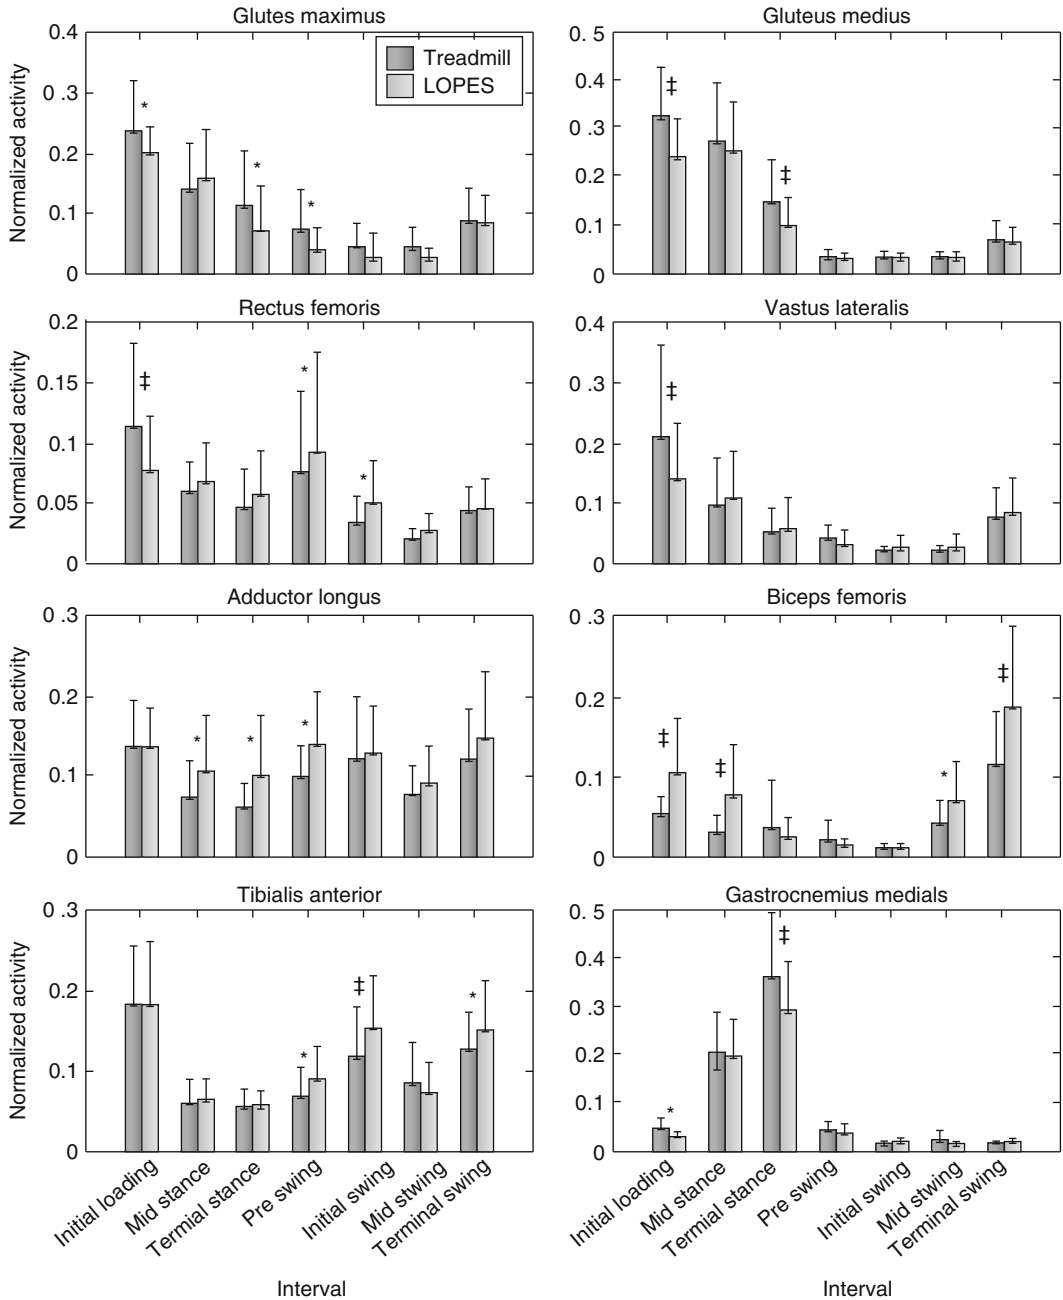 Glutes maximus
0.4
0.3
0.2
0.1
0
Normalized activity
Treadmill
LOPES
*
*
*
Gluteus medius
0. 5
0.4
0.3
0.2
0.1
0
‡
‡
Rectus femoris
0.2
0.15
0.1
0.05
0
Normalized activity
‡
*
*
Vastus lateralis
0.4
0.3
0.2
0.1
0
‡
Adductor longus
0 .3
0.2
0.1
0
Normalized activity
*
*
*
Biceps femoris
0. 3
0.2
0.1
0
‡
‡
*
‡
Tibialis anterior
0 .3
0.2
0.1
0
Normalized activity
*
‡
*
Initial loading
Mid stance
Termial stance
Pre swing
Initial swing
Mid stwing
Terminal swing
Interval
Gastrocnemius medials
0. 5
0.4
0.3
0.2
0.1
0
*
‡
Initial loading
Mid stance
Termial stance
Pre swing
Initial swing
Mid stwing
Terminal swing
Interval